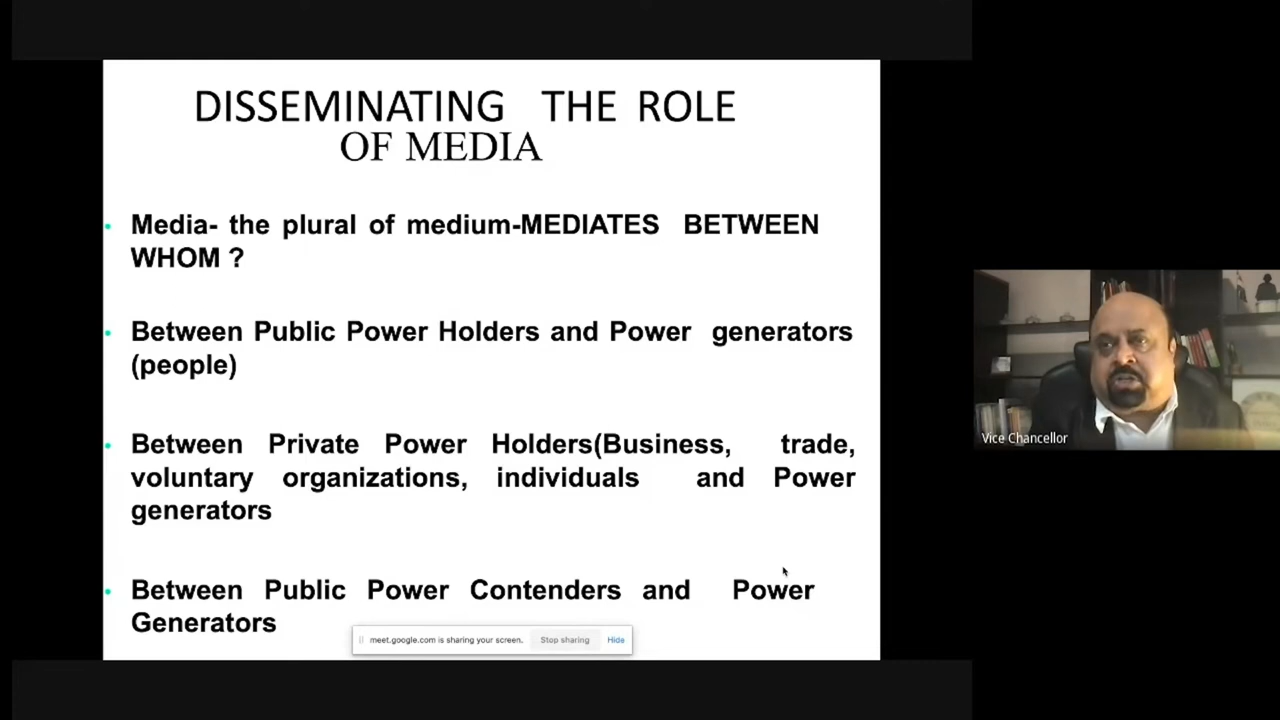 DISSEMINATING THE ROLE
OF MEDIA
Media- the plural of medium-MEDIATES BETWEEN
WHOM ?
Between Public Power Holders and Power generators
(people)
Between Private Power Holders(Business, trade,
voluntary organizations, individuals and Power
generators
Between Public Power Contenders and Power
Generators
meet.google.com is sharing your screen. Stop sharing Hide
Vice Chancellor